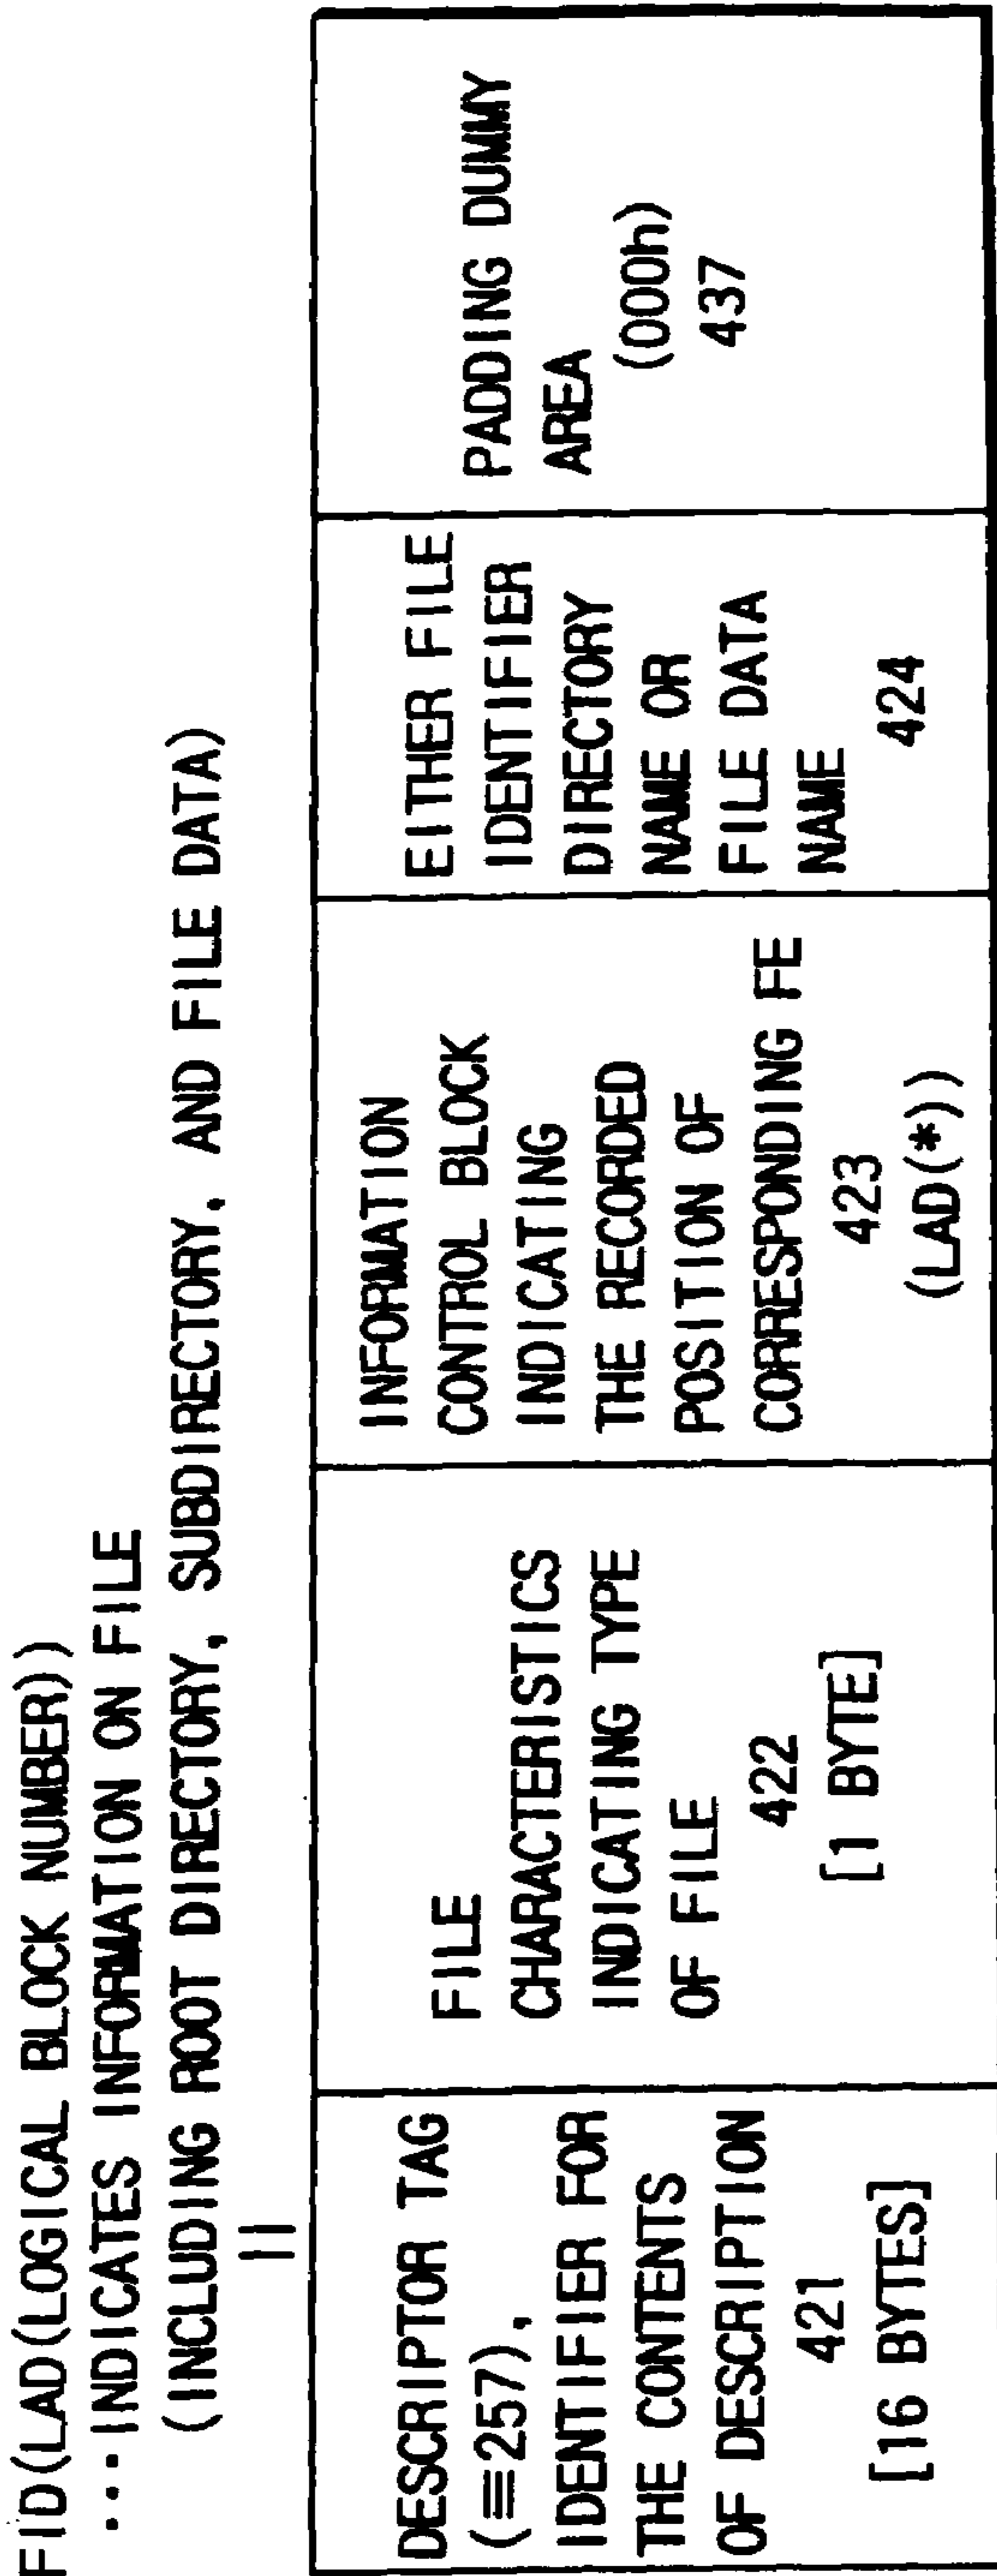 FID(LAD(LOGICAL BLOCK NUMBER))
···INDICATES INFORMATION ON FILE
(INCLUDING ROOT DIRECTORY, SUBDIRECTORY, AND FILE DATA)
||
DESCRIPTOR TAG
(≡257),
IDENTIFIER FOR
THE CONTENTS
OF DESCRIPTION
421
[16 BYTES]
FILE
CHARACTERISTICS
INDICATING TYPE
OF FILE
422
[1 BYTE]
INFORMATION
CONTROL BLOCK
INDICATING
THE RECORDED
POSITION OF
CORRESPONDING FE
423
(LAD(*))
EITHER FILE
IDENTIFIER
DIRECTORY
NAME OR
FILE DATA
NAME
424
PADDING DUMMY
AREA
(000h)
437